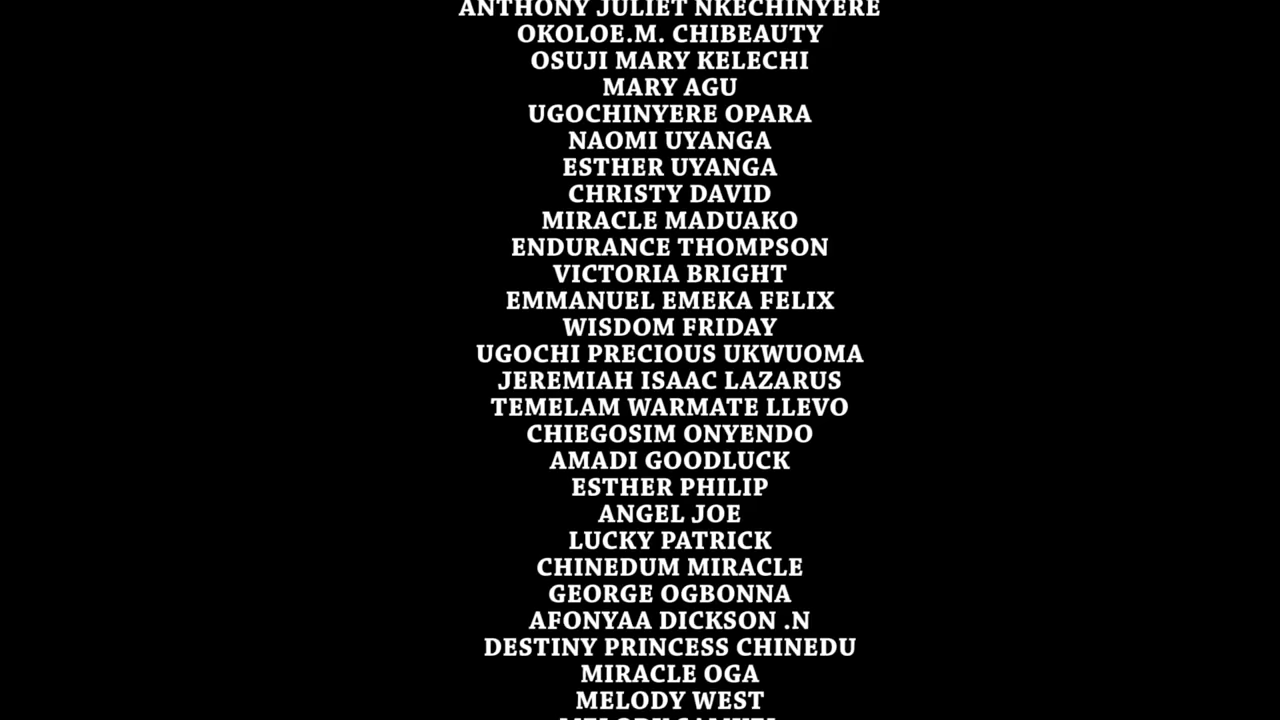 ANTHONY JULIET NKECHINYERE
OKOLOE.M. CHIBEAUTY
OSUJI MARY KELECHI
MARY AGU
UGOCHINYERE OPARA
NAOMI UYANGA
ESTHER UYANGA
CHRISTY DAVID
MIRACLE MADUAKO
ENDURANCE THOMPSON
VICTORIA BRIGHT
EMMANUEL EMEKA FELIX
WISDOM FRIDAY
UGOCHI PRECIOUS UKWUOMA
JEREMIAH ISAAC LAZARUS
TEMELAM WARMATE LLEVO
CHIEGOSIM ONYENDO
AMADI GOODLUCK
ESTHER PHILIP
ANGEL JOE
LUCKY PATRICK
CHINEDUM MIRACLE
GEORGE OGBONNA
AFONYAA DICKSON .N
DESTINY PRINCESS CHINEDU
MIRACLE OGA
MELODY WEST